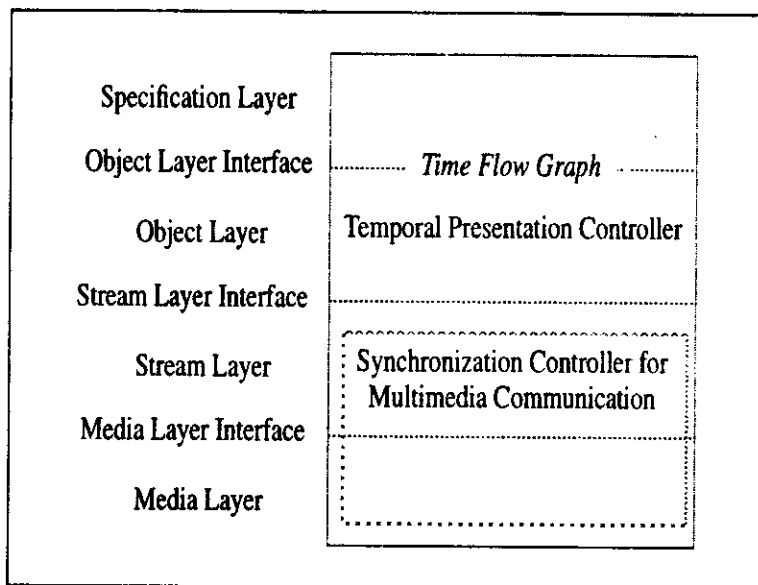 Specification Layer
Object Layer Interface
Time Flow Graph
Object Layer
Temporal Presentation Controller
Stream Layer Interface
Stream Layer
Synchronization Controller for
Multimedia Communication
Media Layer Interface
Media Layer